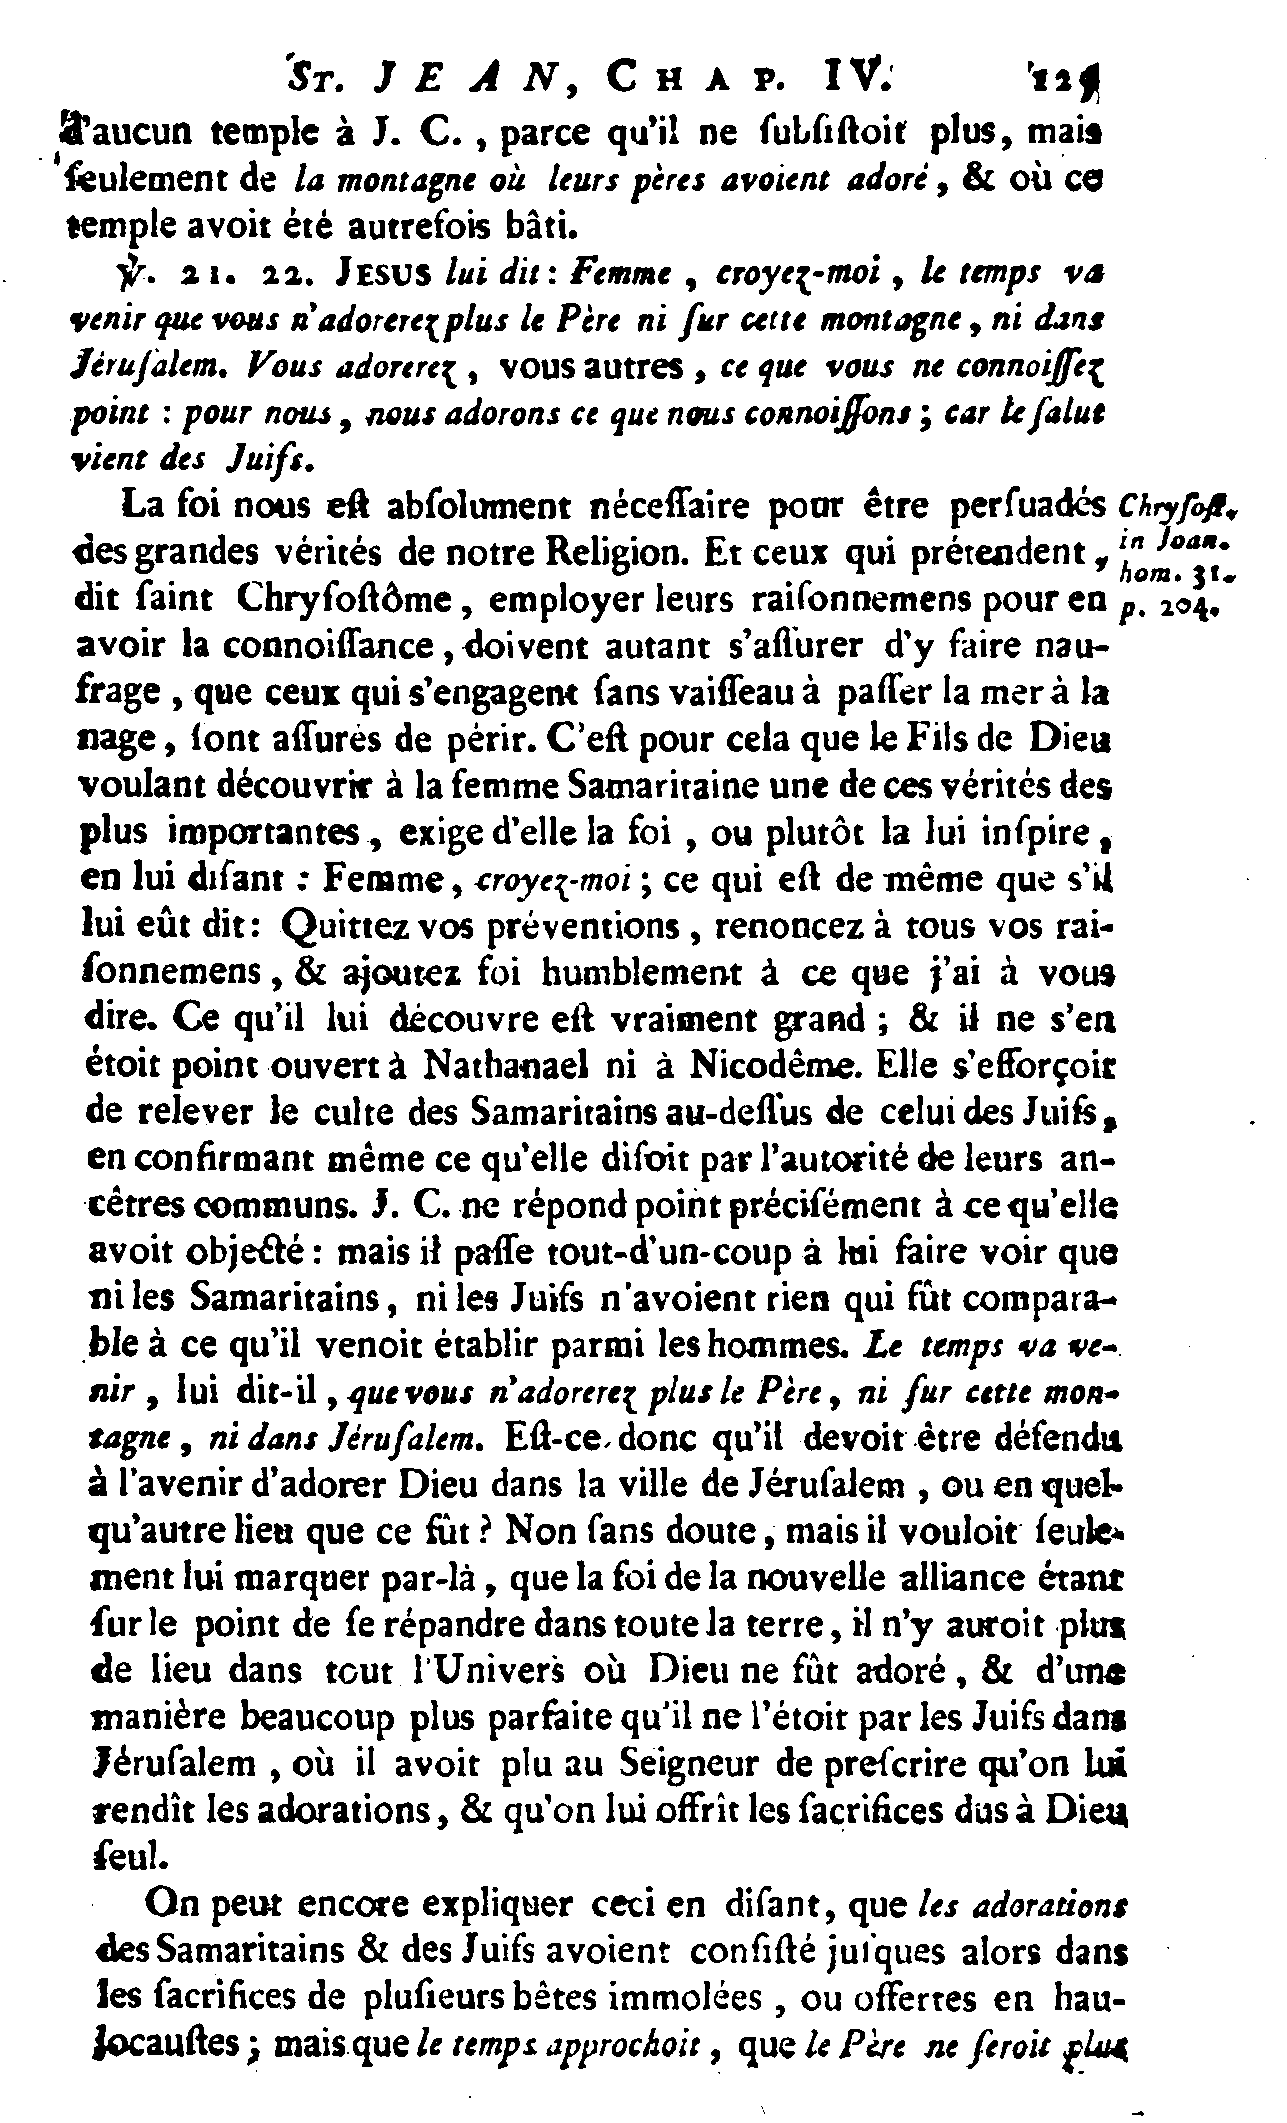 ST. JEAN, CHAP. IV.
d'aucun temple à J. C., parce qu'il ne ſubſiſtoit plus, mais
ſeulement de la montagne où leurs pères avoient adoré, & où ce
temple avoit été autrefois bâti.
℣. 21. 22. JESUS lui dit : Femme, croyez-moi, le temps va
venir que vous n'adorerez plus le Père ni ſur cette montagne, ni dans
Jéruſalem. Vous adorerez, vous autres, ce que vous ne connoiſſez
point : pour nous, nous adorons ce que nous connoiſſons ; car le ſalut
vient des Juifs.
La foi nous eſt abſolument néceſſaire pour être perſuadés
des grandes vérités de notre Religion. Et ceux qui prétendent,
dit ſaint Chryſoſtôme, employer leurs raiſonnemens pour en
avoir la connoiſſance, doivent autant s'aſſurer d'y faire nau-
frage, que ceux qui s'engagent ſans vaiſſeau à paſſer la mer à la
nage, ſont aſſurés de périr. C'eſt pour cela que le Fils de Dieu
voulant découvrir à la femme Samaritaine une de ces vérités des
plus importantes, exige d'elle la foi, ou plutôt la lui inſpire,
en lui diſant : Femme, croyez-moi ; ce qui eſt de même que s'il
lui eût dit : Quittez vos préventions, renoncez à tous vos rai-
ſonnemens, & ajoutez foi humblement à ce que j'ai à vous
dire. Ce qu'il lui découvre eſt vraiment grand ; & il ne s'en
étoit point ouvert à Nathanael ni à Nicodême. Elle s'efforçoit
de relever le culte des Samaritains au-deſſus de celui des Juifs,
en confirmant même ce qu'elle diſoit par l'autorité de leurs an-
cêtres communs. J. C. ne répond point préciſément à ce qu'elle
avoit objecté : mais il paſſe tout-d'un-coup à lui faire voir que
ni les Samaritains, ni les Juifs n'avoient rien qui fût compara-
ble à ce qu'il venoit établir parmi les hommes. Le temps va ve-
nir, lui dit-il, que vous n'adorerez plus le Père, ni ſur cette mon-
tagne, ni dans Jéruſalem. Eſt-ce donc qu'il devoit être défendu
à l'avenir d'adorer Dieu dans la ville de Jéruſalem, ou en quel-
qu'autre lieu que ce fût ? Non ſans doute, mais il vouloit ſeule-
ment lui marquer par-là, que la foi de la nouvelle alliance étant
ſur le point de ſe répandre dans toute la terre, il n'y auroit plus
de lieu dans tout l'Univers où Dieu ne fût adoré, & d'une
manière beaucoup plus parfaite qu'il ne l'étoit par les Juifs dans
Jéruſalem, où il avoit plu au Seigneur de preſcrire qu'on lui
rendît les adorations, & qu'on lui offrît les ſacrifices dus à Dieu
ſeul.
On peut encore expliquer ceci en diſant, que les adorations
des Samaritains & des Juifs avoient conſiſté juſques alors dans
les ſacrifices de pluſieurs bêtes immolées, ou offertes en hau-
locauſtes ; mais que le temps approchoit, que le Père ne ſeroit plus
Chryſoſt.
in Joan.
hom. 31.
p. 204.